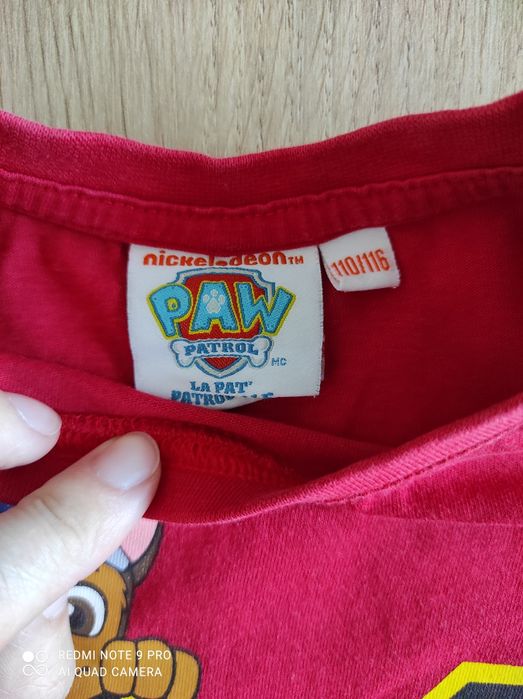 nickelodeon™
110/116
PAW
PATROL
MC
LA PAT'
REDMI NOTE 9 PRO
AI QUAD CAMERA